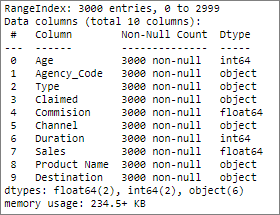 RangeIndex: 3000 entries, 0 to 2999
Data columns (total 10 columns):
 #   Column        Non-Null Count  Dtype
---  ------        --------------  -----
 0   Age           3000 non-null   int64
 1   Agency_Code   3000 non-null   object
 2   Type          3000 non-null   object
 3   Claimed       3000 non-null   object
 4   Commision     3000 non-null   float64
 5   Channel       3000 non-null   object
 6   Duration      3000 non-null   int64
 7   Sales         3000 non-null   float64
 8   Product Name  3000 non-null   object
 9   Destination   3000 non-null   object
dtypes: float64(2), int64(2), object(6)
memory usage: 234.5+ KB